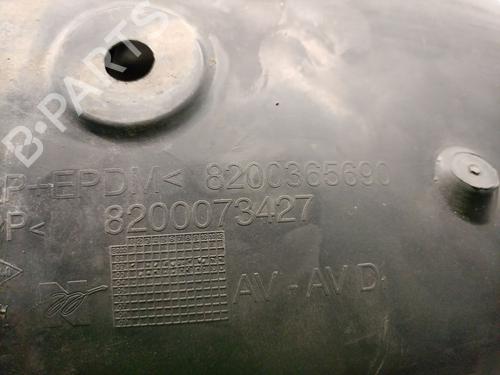 B-PARTS
P-EPDM< 8200365690
P< 8200073427
AV-AV D